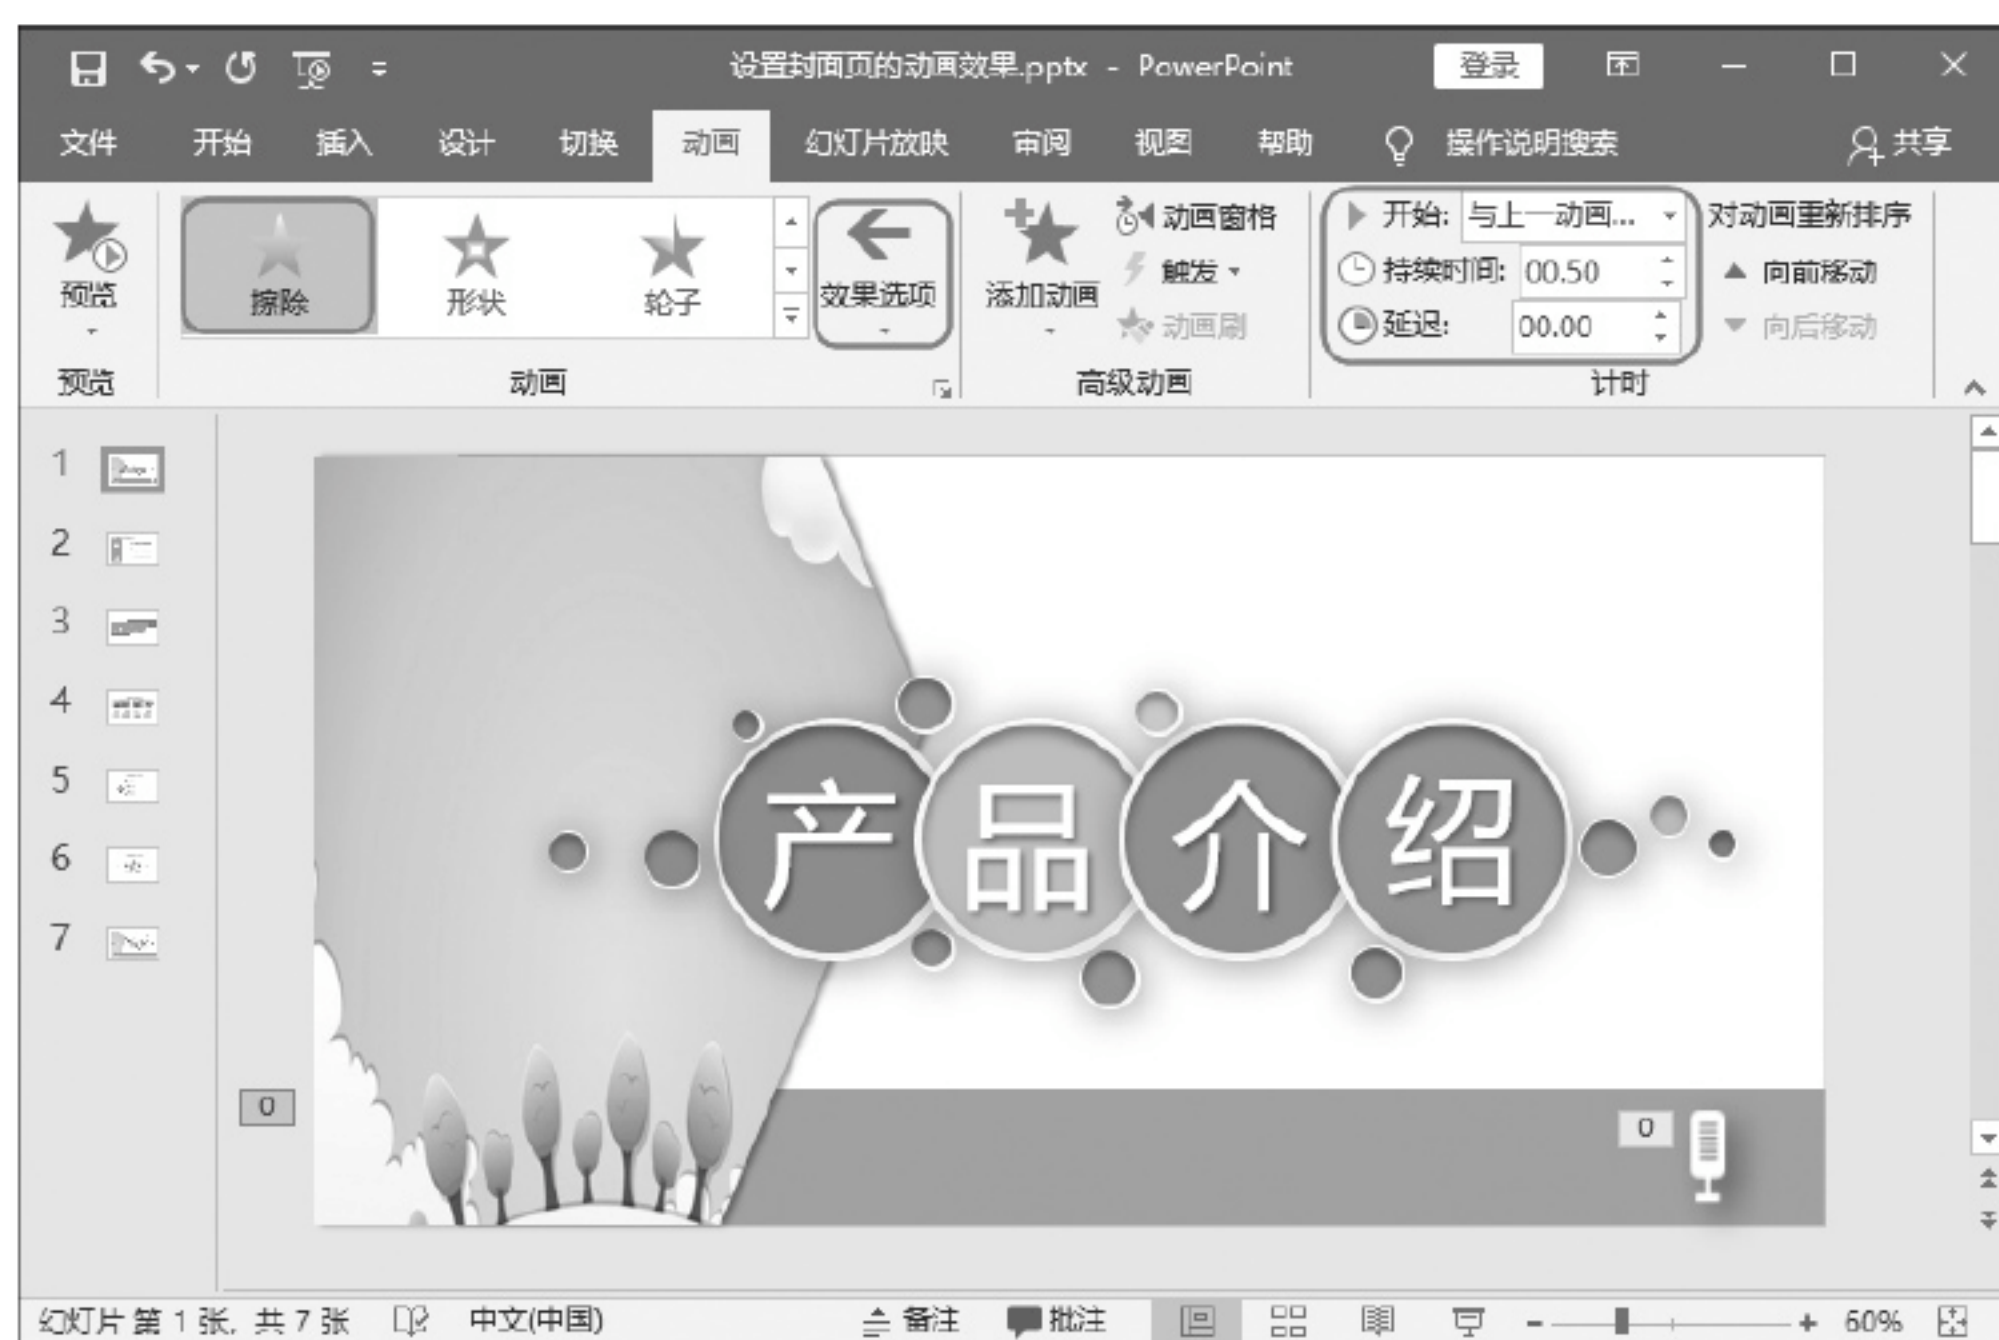 设置封面页的动画效果.pptx - PowerPoint 登录
文件 开始 插入 设计 切换 动画 幻灯片放映 审阅 视图 帮助 操作说明搜索 共享
预览
预览
擦除 形状 轮子
效果选项
动画
添加动画
动画窗格
触发
动画刷
高级动画
开始: 与上一动画...
持续时间: 00.50
延迟: 00.00
计时
对动画重新排序
向前移动
向后移动
1
2
3
4
5
6
7
产品介绍
0
0
幻灯片 第 1 张, 共 7 张 中文(中国) 备注 批注 60%